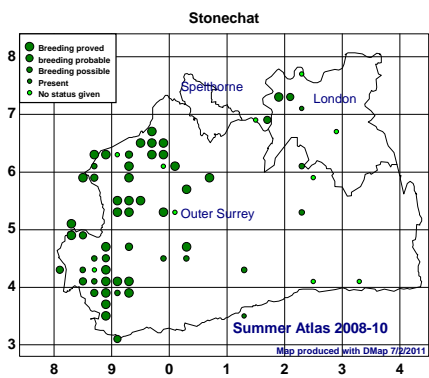 Stonechat
Breeding proved
breeding probable
Breeding possible
Present
No status given
8
7
6
5
4
3
Spelthorne
London
Outer Surrey
Summer Atlas 2008-10
Map produced with DMap 7/2/2011
8 9 0 1 2 3 4